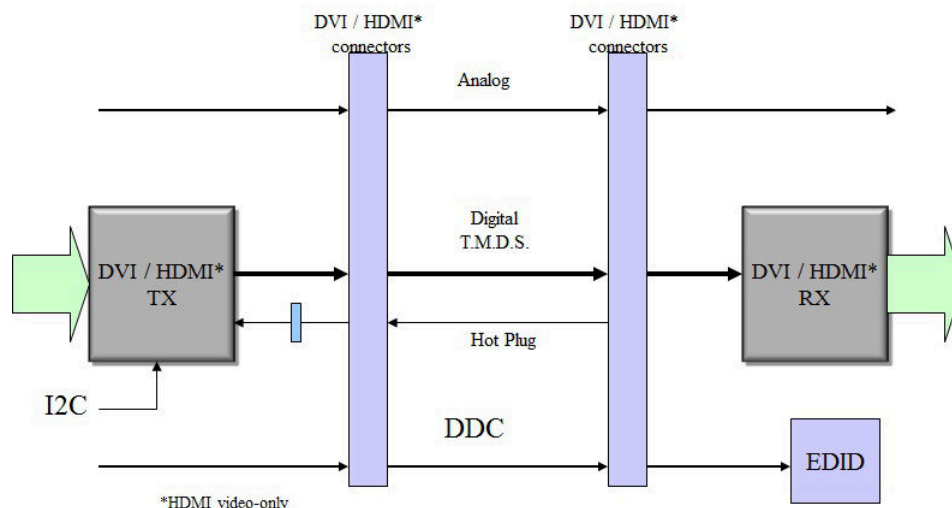 DVI / HDMI*
connectors
DVI / HDMI*
connectors
Analog
Digital
T.M.D.S.
DVI / HDMI*
TX
DVI / HDMI*
RX
Hot Plug
I2C
DDC
EDID
*HDMI video-only